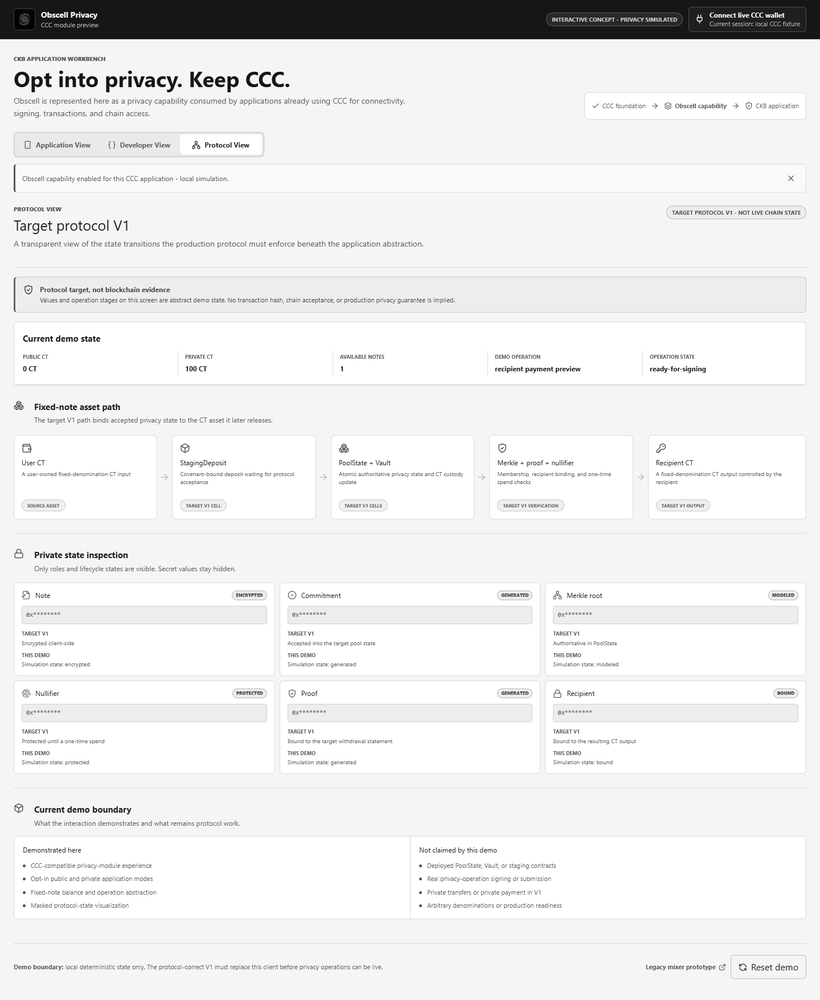 Obscell Privacy
CCC module preview
INTERACTIVE CONCEPT - PRIVACY SIMULATED
Connect live CCC wallet
Current session: local CCC fixture
CKB APPLICATION WORKBENCH
Opt into privacy. Keep CCC.
Obscell is represented here as a privacy capability consumed by applications already using CCC for connectivity,
signing, transactions, and chain access.
CCC foundation
Obscell capability
CKB application
Application View
Developer View
Protocol View
Obscell capability enabled for this CCC application - local simulation.
PROTOCOL VIEW
Target protocol V1
TARGET PROTOCOL V1 - NOT LIVE CHAIN STATE
A transparent view of the state transitions the production protocol must enforce beneath the application abstraction.
Protocol target, not blockchain evidence
Values and operation stages on this screen are abstract demo state. No transaction hash, chain acceptance, or production privacy guarantee is implied.
Current demo state
PUBLIC CT
0 CT
PRIVATE CT
100 CT
AVAILABLE NOTES
1
DEMO OPERATION
recipient payment preview
OPERATION STATE
ready-for-signing
Fixed-note asset path
The target V1 path binds accepted privacy state to the CT asset it later releases.
User CT
A user-owned fixed-denomination CT input
SOURCE ASSET
StagingDeposit
Covenant-bound deposit waiting for protocol
acceptance
TARGET V1 CELL
PoolState + Vault
Atomic authoritative privacy state and CT custody
update
TARGET V1 CELLS
Merkle + proof + nullifier
Membership, recipient binding, and one-time
spend checks
TARGET V1 VERIFICATION
Recipient CT
A fixed-denomination CT output controlled by the
recipient
TARGET V1 OUTPUT
Private state inspection
Only roles and lifecycle states are visible. Secret values stay hidden.
Note
ENCRYPTED
0x********
TARGET V1
Encrypted client-side
THIS DEMO
Simulation state: encrypted
Commitment
GENERATED
0x********
TARGET V1
Accepted into the target pool state
THIS DEMO
Simulation state: generated
Merkle root
MODELED
0x********
TARGET V1
Authoritative in PoolState
THIS DEMO
Simulation state: modeled
Nullifier
PROTECTED
0x********
TARGET V1
Protected until a one-time spend
THIS DEMO
Simulation state: protected
Proof
GENERATED
0x********
TARGET V1
Bound to the target withdrawal statement
THIS DEMO
Simulation state: generated
Recipient
BOUND
0x********
TARGET V1
Bound to the resulting CT output
THIS DEMO
Simulation state: bound
Current demo boundary
What the interaction demonstrates and what remains protocol work.
Demonstrated here
CCC-compatible privacy-module experience
Opt-in public and private application modes
Fixed-note balance and operation abstraction
Masked protocol-state visualization
Not claimed by this demo
Deployed PoolState, Vault, or staging contracts
Real privacy-operation signing or submission
Private transfers or private payment in V1
Arbitrary denominations or production readiness
Demo boundary: local deterministic state only. The protocol-correct V1 must replace this client before privacy operations can be live.
Legacy mixer prototype
Reset demo